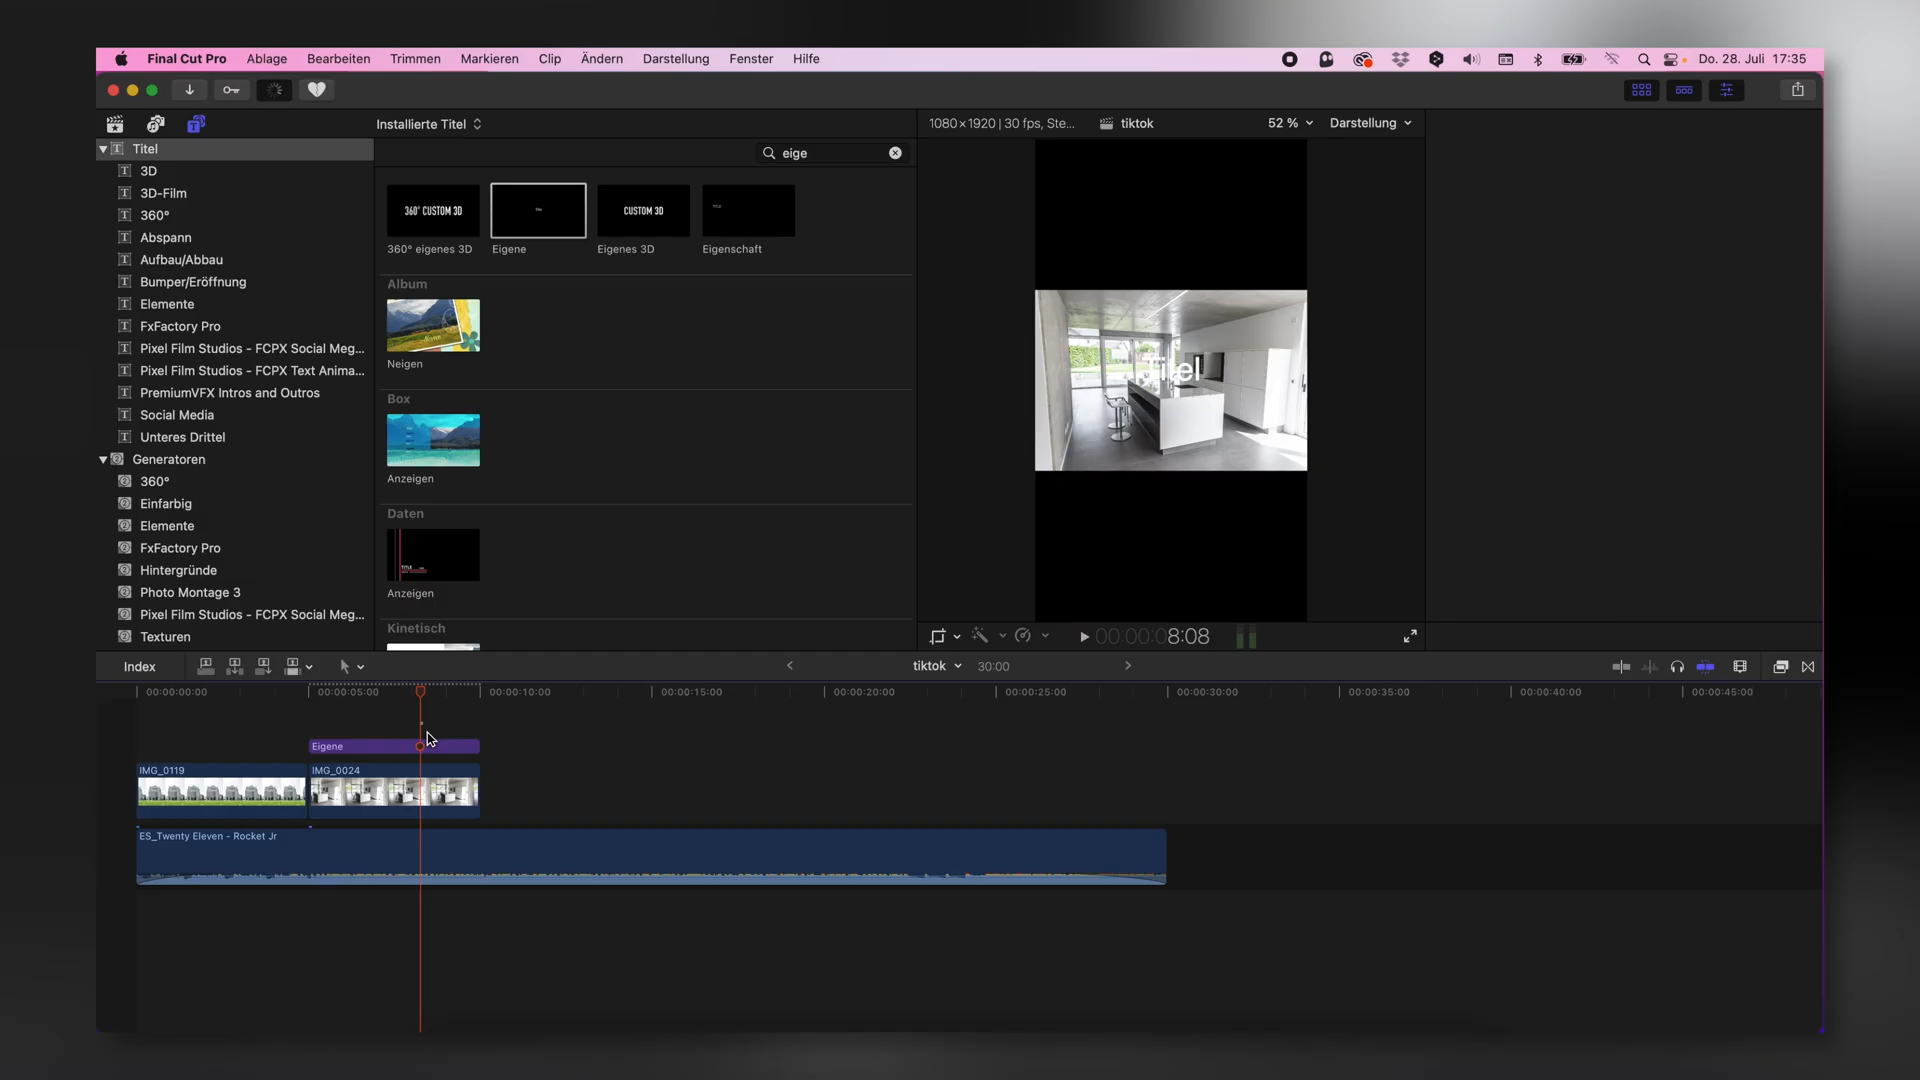 Final Cut Pro Ablage Bearbeiten Trimmen Markieren Clip Ändern Darstellung Fenster Hilfe Do. 28. Juli 17:35
Installierte Titel
1080×1920 | 30 fps, Ste... tiktok 52 % Darstellung
Titel
3D
3D-Film
360°
Abspann
Aufbau/Abbau
Bumper/Eröffnung
Elemente
FxFactory Pro
Pixel Film Studios - FCPX Social Meg...
Pixel Film Studios - FCPX Text Anima...
PremiumVFX Intros and Outros
Social Media
Unteres Drittel
Generatoren
360°
Einfarbig
Elemente
FxFactory Pro
Hintergründe
Photo Montage 3
Pixel Film Studios - FCPX Social Meg...
Texturen
eige
360° CUSTOM 3D
Title
CUSTOM 3D
TITLE
360° eigenes 3D
Eigene
Eigenes 3D
Eigenschaft
Album
Neigen
Box
Anzeigen
Daten
TITLE
Anzeigen
Kinetisch
Titel
00:00:08:08
Index
tiktok 30:00
00:00:00:00 00:00:05:00 00:00:10:00 00:00:15:00 00:00:20:00 00:00:25:00 00:00:30:00 00:00:35:00 00:00:40:00 00:00:45:00
Eigene
IMG_0119
IMG_0024
ES_Twenty Eleven - Rocket Jr